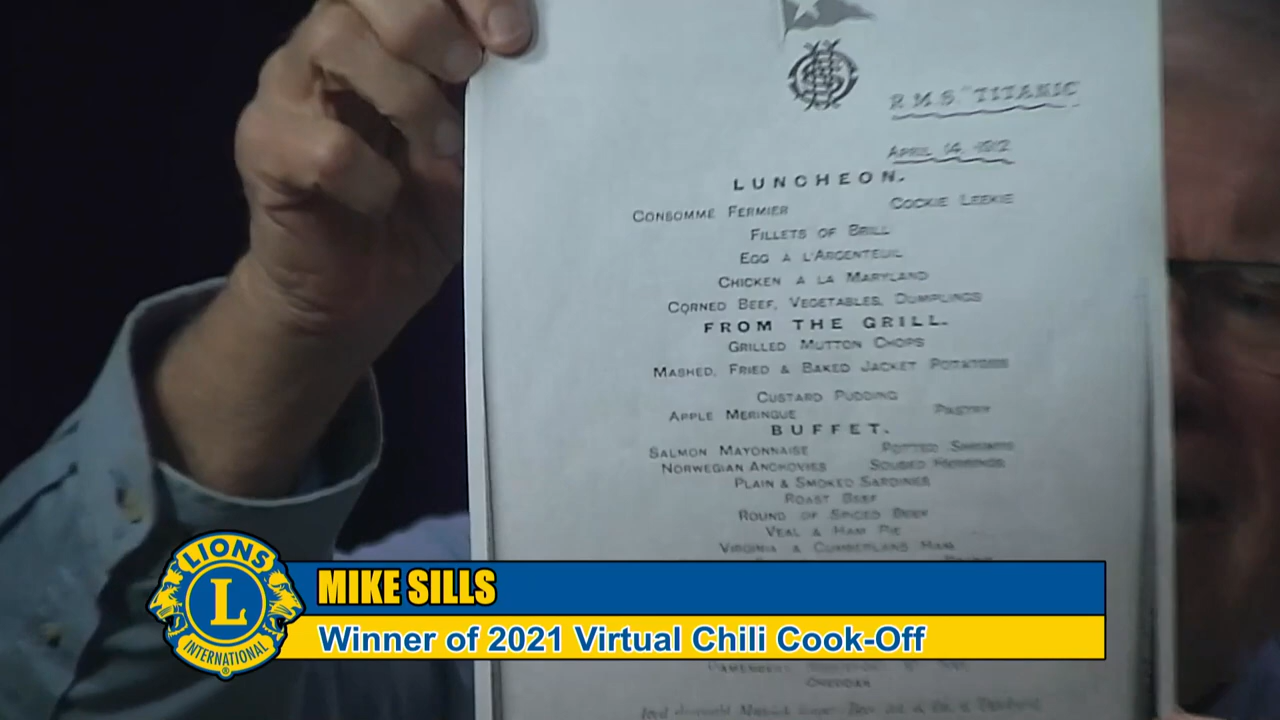 R.M.S. "TITANIC"
APRIL 14, 1912
LUNCHEON.
CONSOMME FERMIER COCKIE LEEKIE
FILLETS OF BRILL
EGG A L'ARGENTEUIL
CHICKEN A LA MARYLAND
CORNED BEEF, VEGETABLES, DUMPLINGS
FROM THE GRILL.
GRILLED MUTTON CHOPS
MASHED, FRIED & BAKED JACKET POTATOES
CUSTARD PUDDING
APPLE MERINGUE PASTRY
BUFFET.
SALMON MAYONNAISE POTTED SHRIMPS
NORWEGIAN ANCHOVIES SOUSED HERRINGS
PLAIN & SMOKED SARDINES
ROAST BEEF
ROUND OF SPICED BEEF
VEAL & HAM PIE
VIRGINIA & CUMBERLAND HAM
LIONS
L
INTERNATIONAL
®
MIKE SILLS
Winner of 2021 Virtual Chili Cook-Off
CHEDDAR